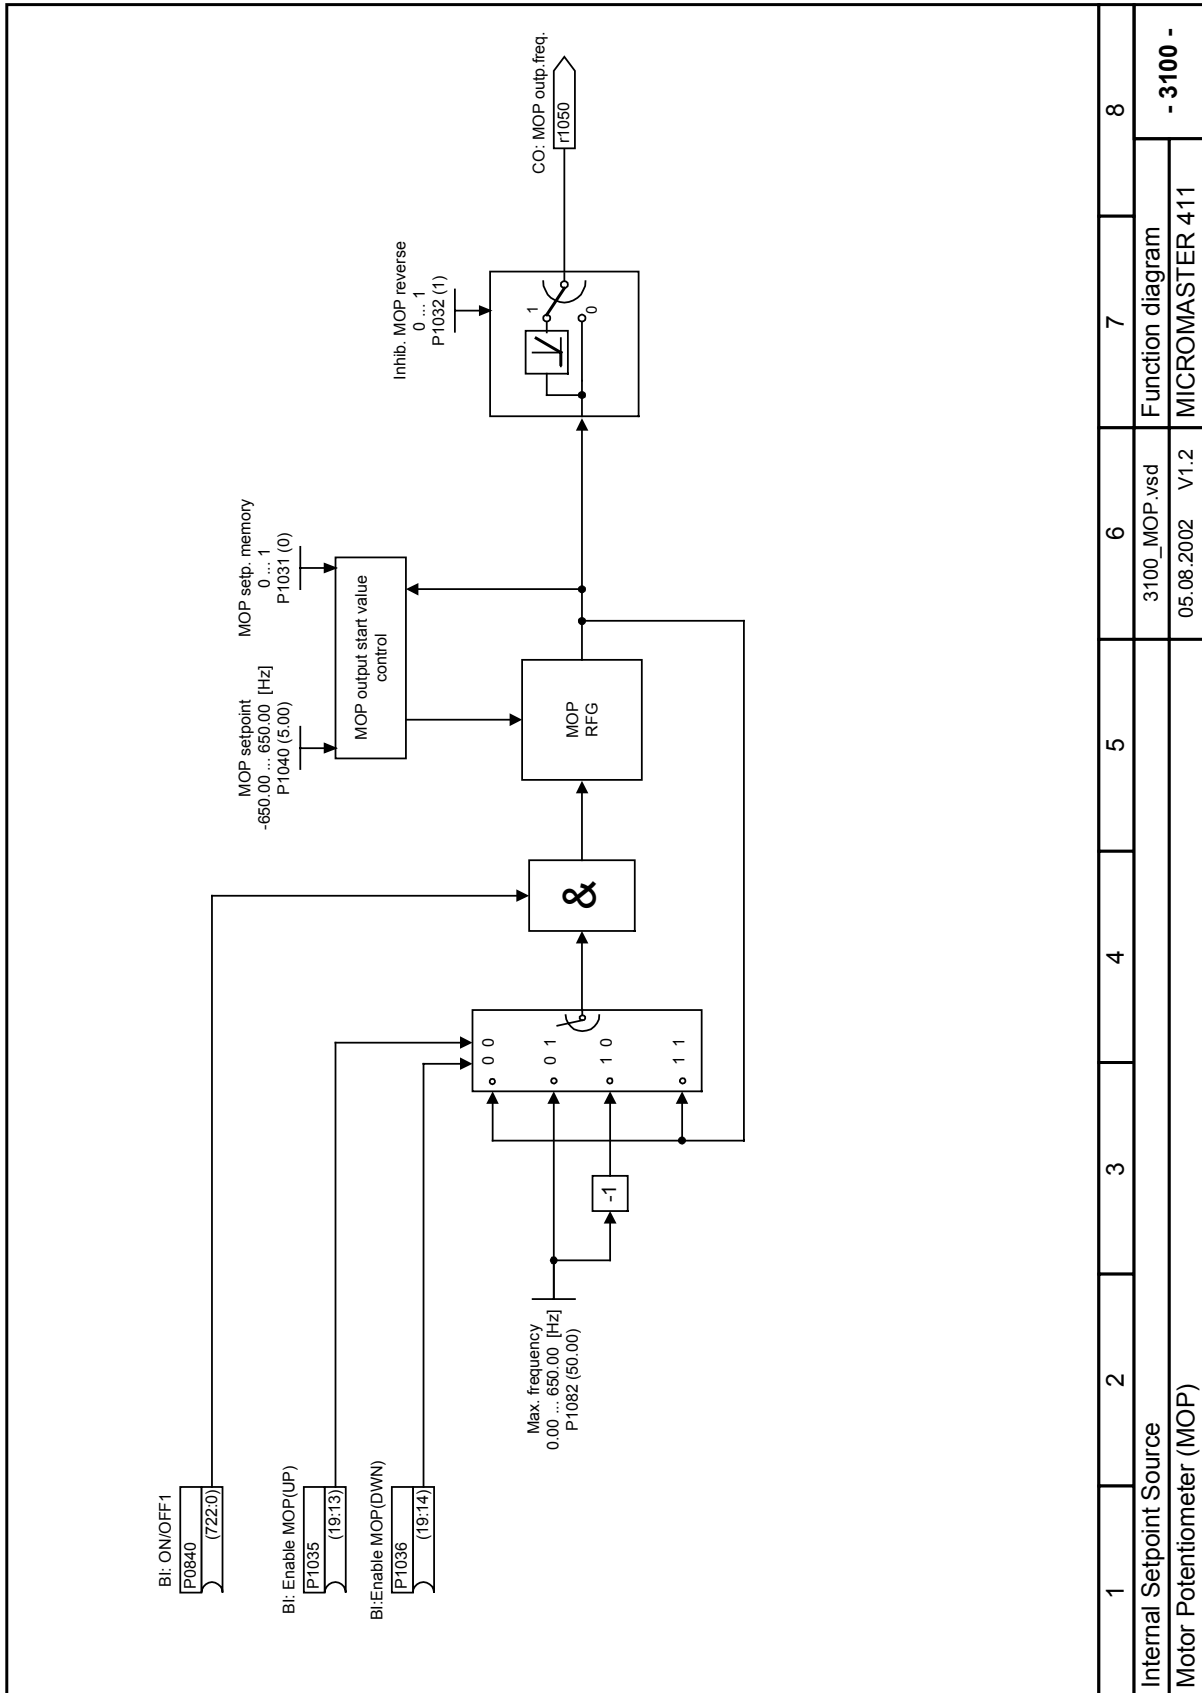 BI: ON/OFF1
P0840
(722:0)
BI: Enable MOP(UP)
P1035
(19:13)
BI:Enable MOP(DWN)
P1036
(19:14)
Max. frequency
0.00 ... 650.00 [Hz]
P1082 (50.00)
-1
0 0
0 1
1 0
1 1
&
MOP setpoint
-650.00 ... 650.00 [Hz]
P1040 (5.00)
MOP setp. memory
0 ... 1
P1031 (0)
MOP output start value
control
MOP
RFG
Inhib. MOP reverse
0 ... 1
P1032 (1)
1
0
CO: MOP outp.freq.
r1050
1 2 3 4 5 6 7 8
Internal Setpoint Source
3100_MOP.vsd
Function diagram
- 3100 -
Motor Potentiometer (MOP)
05.08.2002 V1.2
MICROMASTER 411